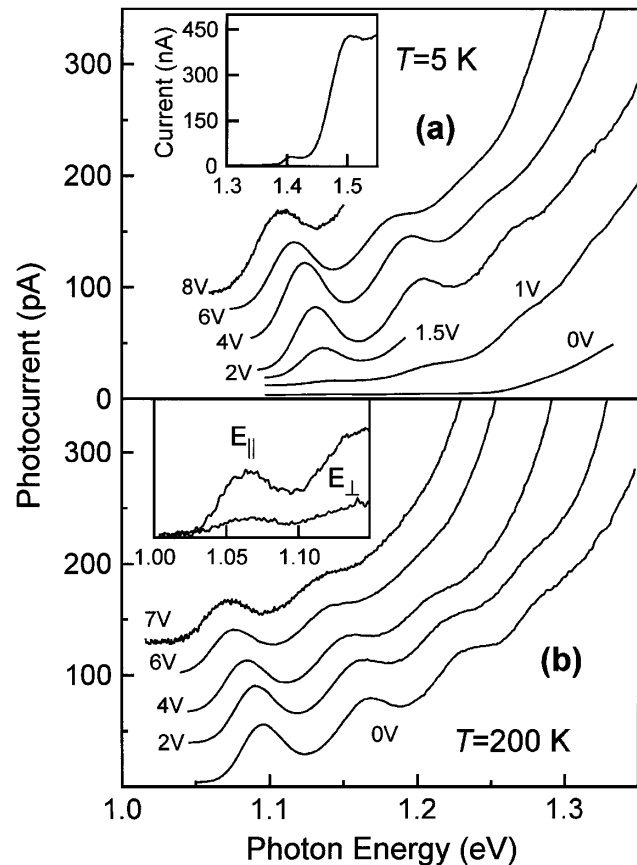 450
300
150
0
Current (nA)
1.3 1.4 1.5
T=5 K
(a)
300
200
100
0
8V
6V
4V
2V
1.5V
1V
0V
Photocurrent (pA)
E||
E⊥
1.00 1.05 1.10
300
200
100
7V
6V
4V
2V
0V
(b)
T=200 K
1.0 1.1 1.2 1.3
Photon Energy (eV)